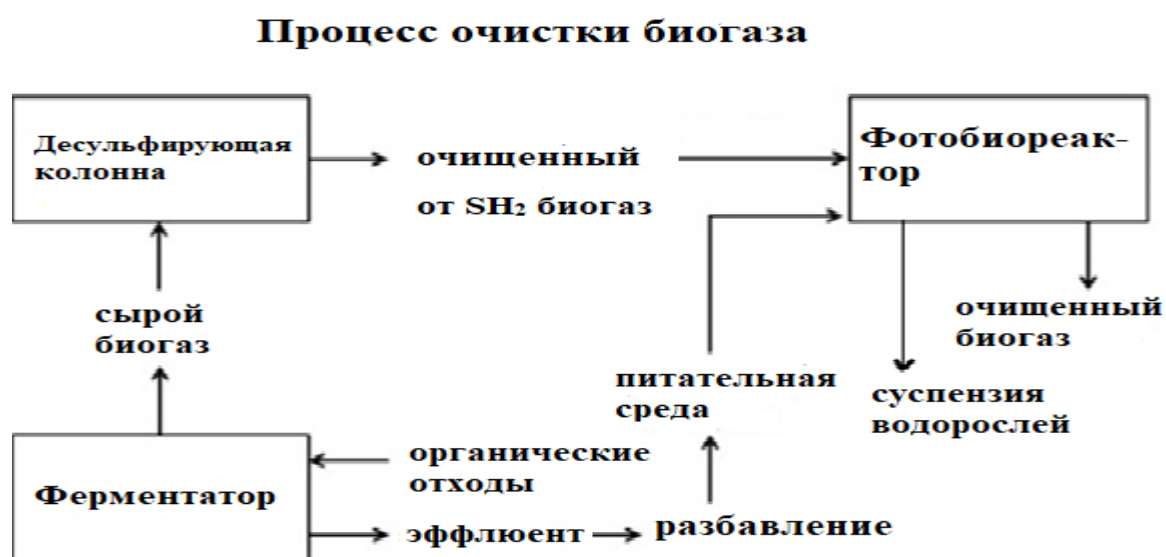 Процесс очистки биогаза
Десульфирующая
колонна
очищенный
от SH₂ биогаз
Фотобиореак-
тор
сырой
биогаз
очищенный
биогаз
питательная
среда
суспензия
водорослей
органические
отходы
Ферментатор
эффлюент
разбавление